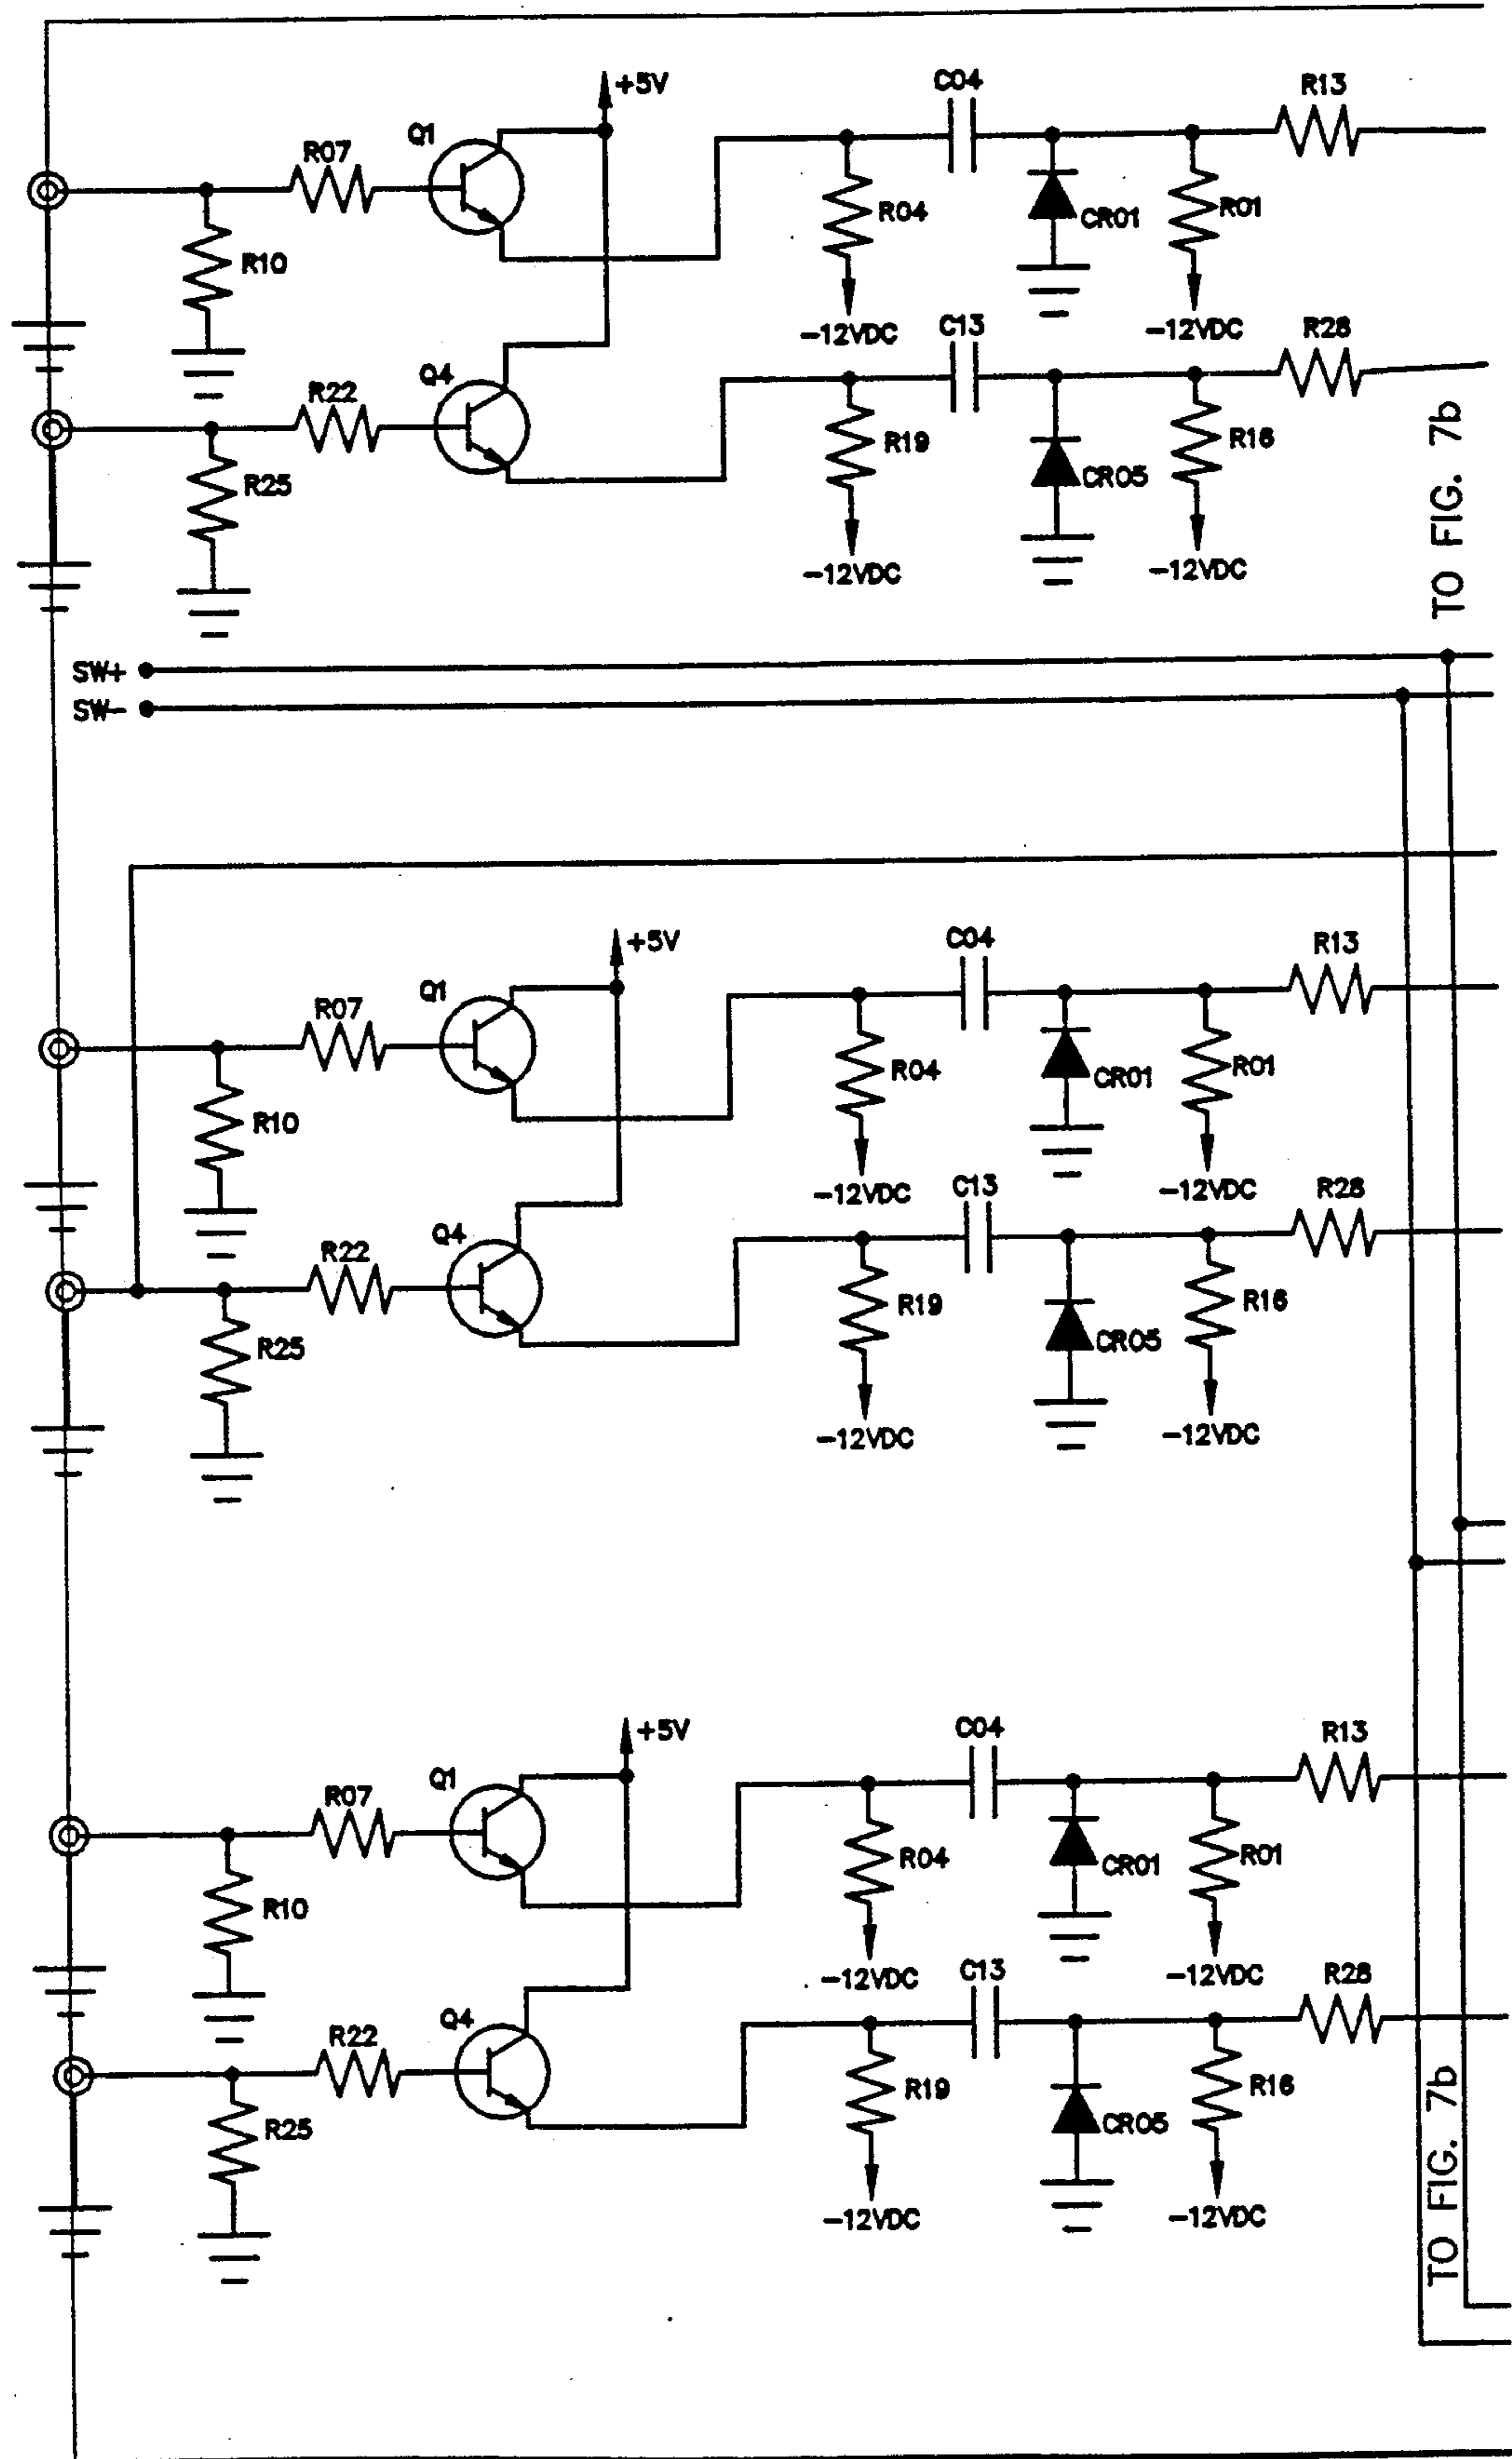 +5V
C04
R13
Q1
R07
R04
CR01
R01
R10
-12VDC
C13
-12VDC
R28
Q4
R22
R19
R16
CR05
R25
-12VDC
-12VDC
TO FIG. 7b
SW+
SW-
+5V
C04
R13
Q1
R07
R04
CR01
R01
R10
-12VDC
C13
-12VDC
R28
Q4
R22
R19
R16
CR05
R25
-12VDC
-12VDC
+5V
C04
R13
Q1
R07
R04
CR01
R01
R10
-12VDC
C13
-12VDC
R28
Q4
R22
R19
R16
CR05
R25
-12VDC
-12VDC
TO FIG. 7b